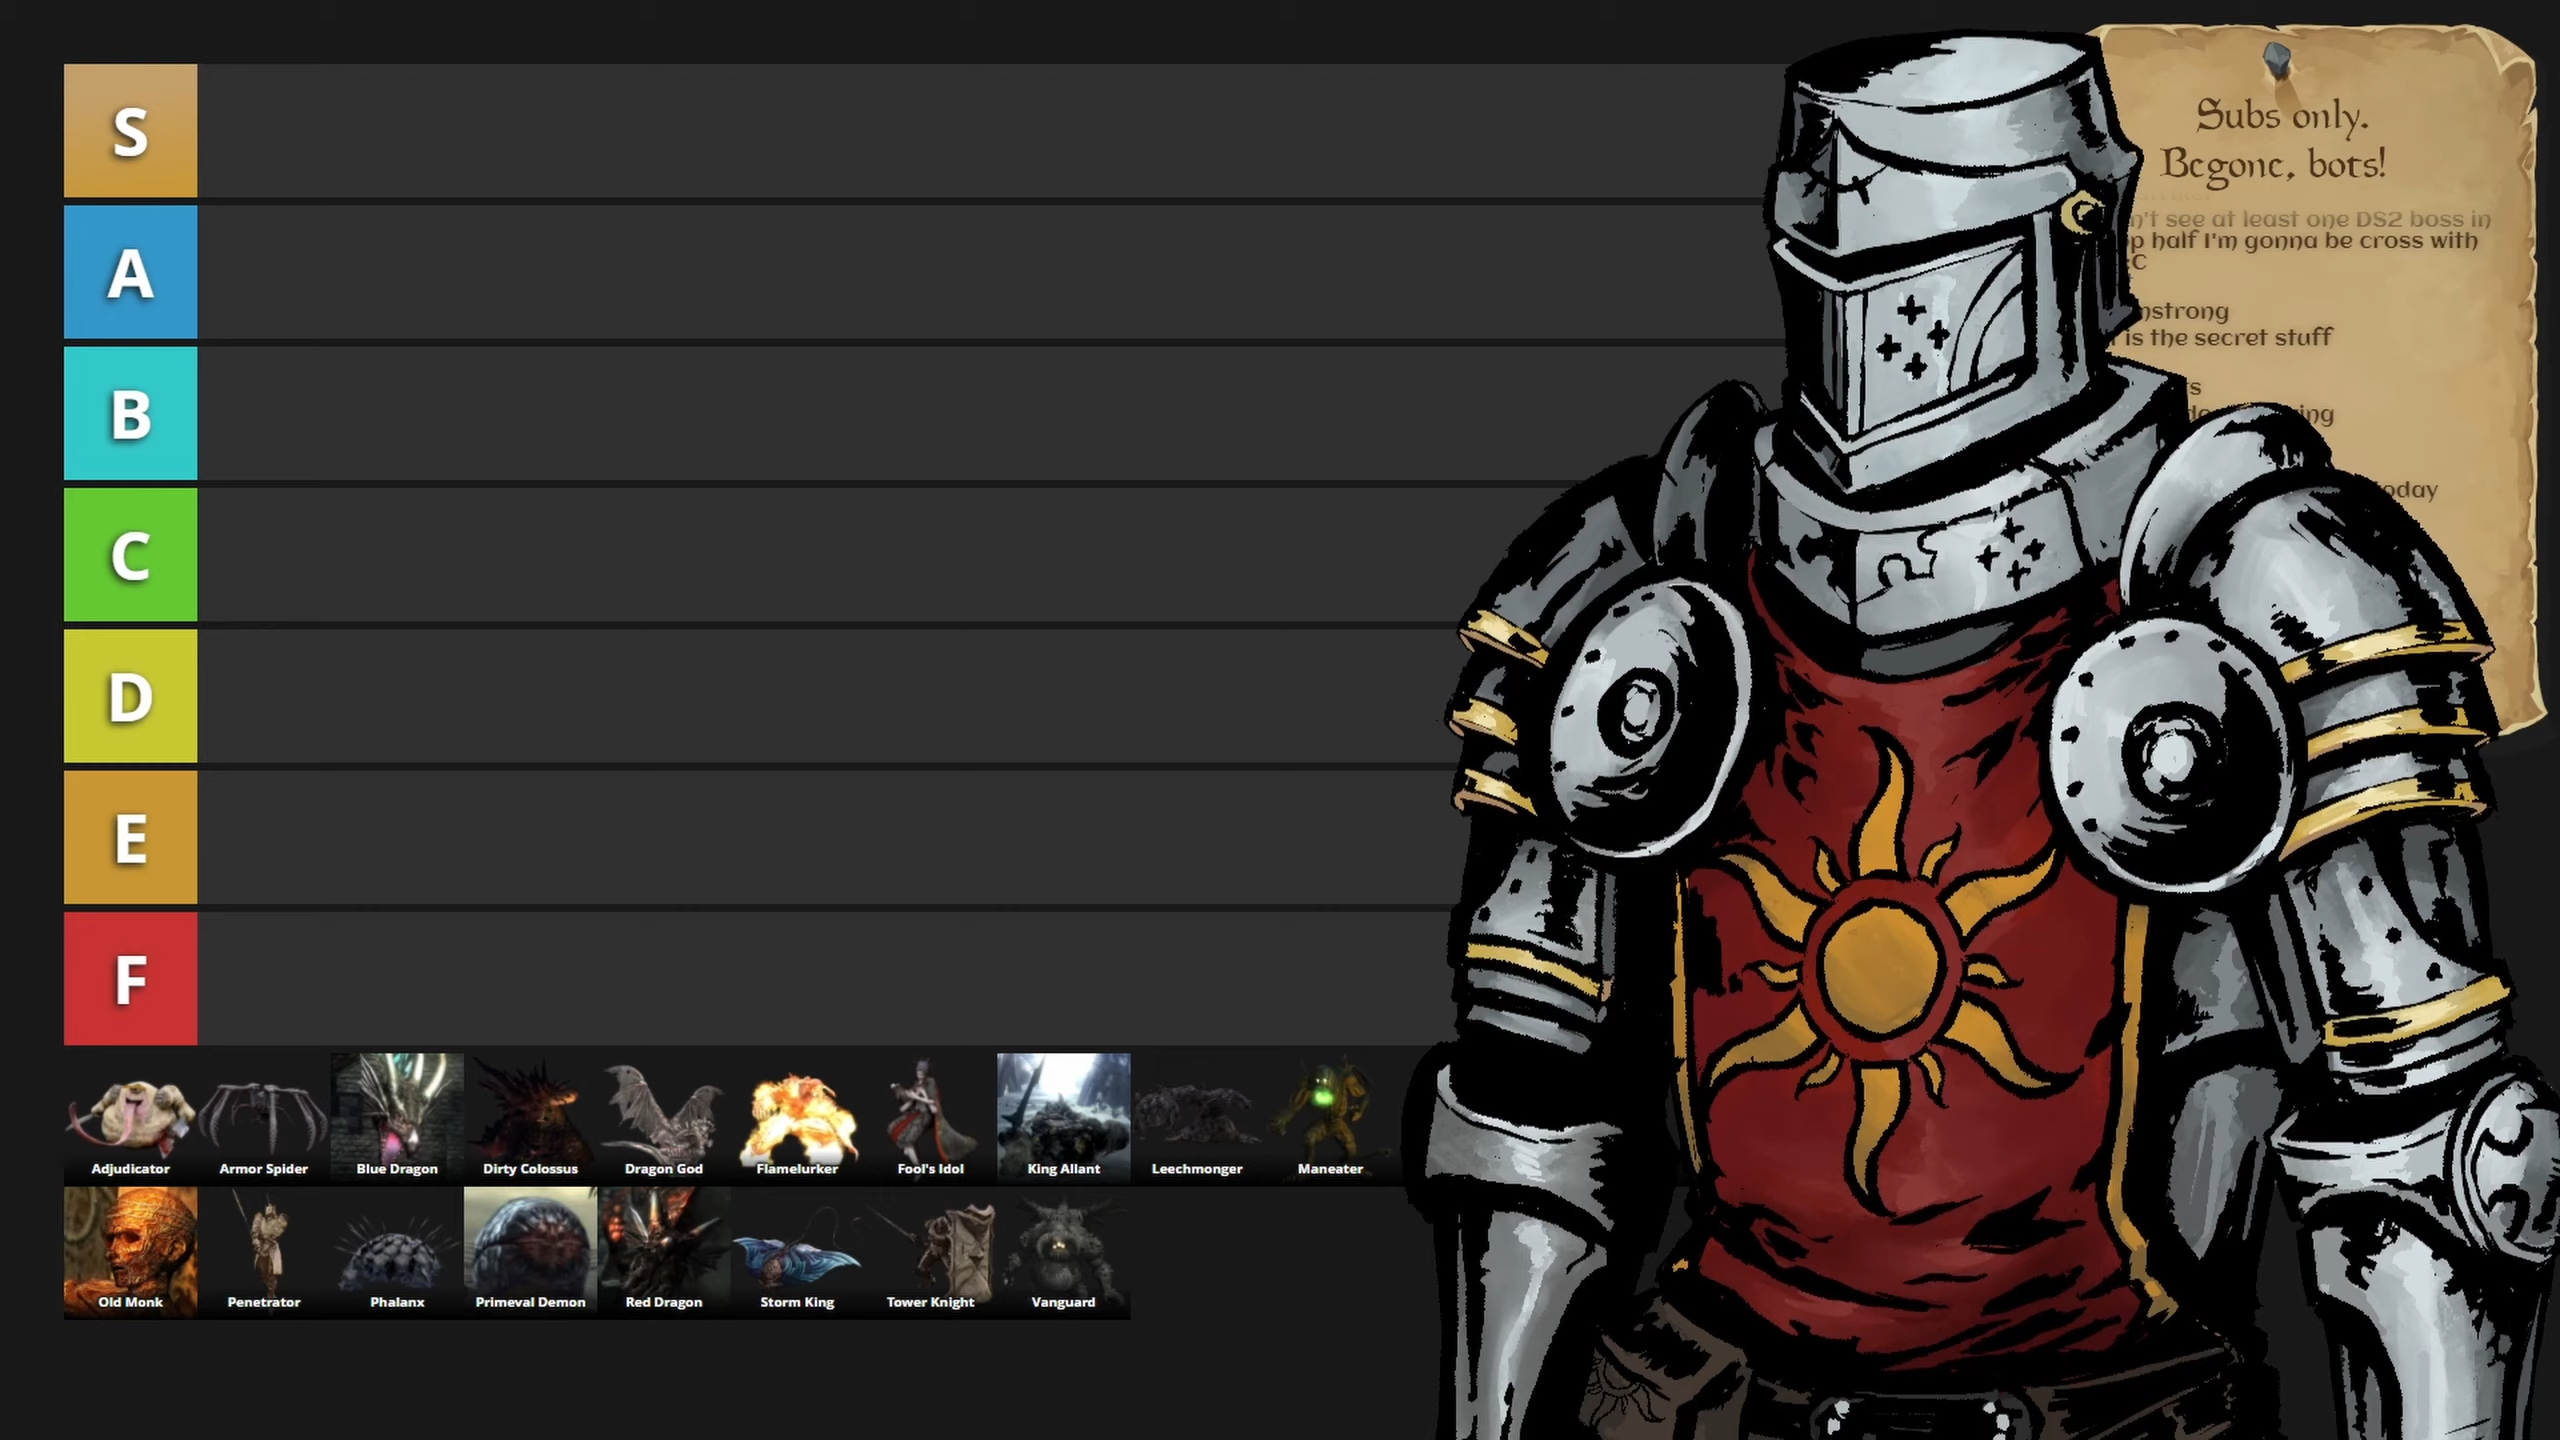 S
A
B
C
D
E
F
Adjudicator
Armor Spider
Blue Dragon
Dirty Colossus
Dragon God
Flamelurker
Fool's Idol
King Allant
Leechmonger
Maneater
Old Monk
Penetrator
Phalanx
Primeval Demon
Red Dragon
Storm King
Tower Knight
Vanguard
Subs only.
Begone, bots!
see at least one DS2 boss in
half I'm gonna be cross with
is the secret stuff